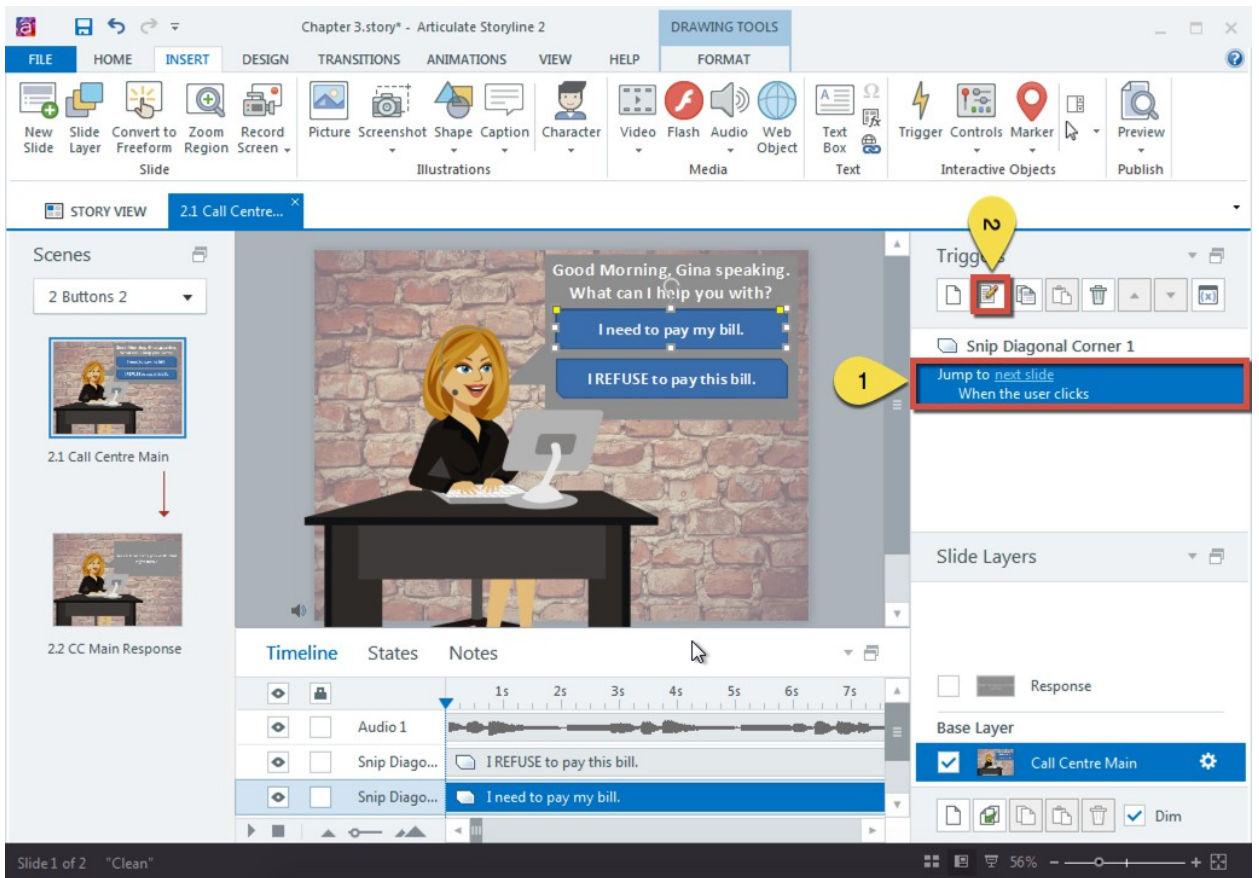 Chapter 3.story* - Articulate Storyline 2
DRAWING TOOLS
FILE HOME INSERT DESIGN TRANSITIONS ANIMATIONS VIEW HELP FORMAT
New Slide
Slide Layer
Convert to Freeform
Zoom Region
Record Screen
Picture
Screenshot
Shape
Caption
Character
Video
Flash
Audio
Web Object
Text Box
Trigger
Controls
Marker
Preview
Slide
Illustrations
Media
Text
Interactive Objects
Publish
STORY VIEW
2.1 Call Centre...
Scenes
2 Buttons 2
2.1 Call Centre Main
2.2 CC Main Response
Good Morning, Gina speaking.
What can I help you with?
I need to pay my bill.
I REFUSE to pay this bill.
Timeline States Notes
1s 2s 3s 4s 5s 6s 7s
Audio 1
Snip Diago... I REFUSE to pay this bill.
Snip Diago... I need to pay my bill.
2
Triggers
Snip Diagonal Corner 1
1
Jump to next slide
When the user clicks
Slide Layers
Response
Base Layer
Call Centre Main
Dim
Slide 1 of 2 "Clean"
56%